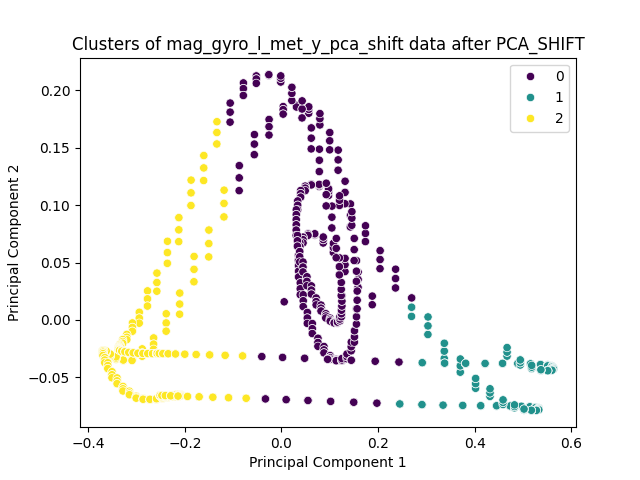 Clusters of mag_gyro_l_met_y_pca_shift data after PCA_SHIFT
0
1
2
Principal Component 2
0.20
0.15
0.10
0.05
0.00
−0.05
−0.4 −0.2 0.0 0.2 0.4 0.6
Principal Component 1